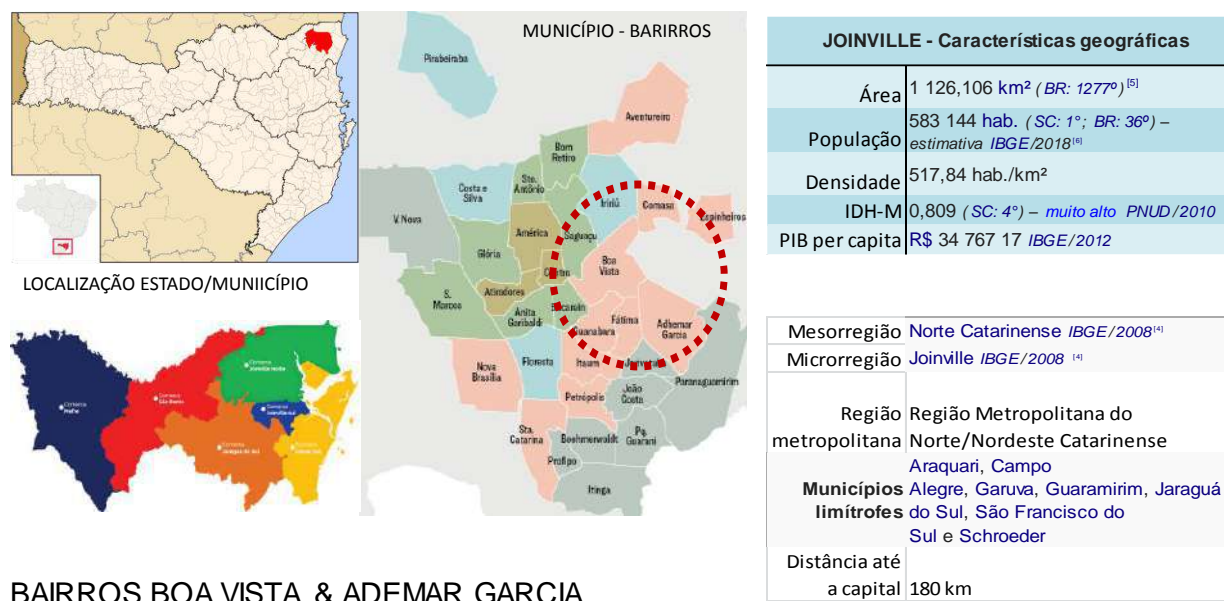 MUNICÍPIO - BARIRROS
LOCALIZAÇÃO ESTADO/MUNIICÍPIO
Pirabeiraba
Aventureiro
Bom
Retiro
Sto.
Antônio
Costa e
Silva
Iririú
Comasa
Espinheiros
V. Nova
América
Saguaçu
Glória
Boa
Vista
Centro
S.
Marcos
Atiradores
Bucarein
Anita
Garibaldi
Fátima
Adhemar
Garcia
Guanabara
Floresta
Itaum
Jarivatuba
Nova
Brasília
Paranaguamirim
João
Costa
Petrópolis
Sta.
Catarina
Boehmerwaldt
Pq.
Guarani
Profipo
Itinga
JOINVILLE - Características geográficas
Área 1 126,106 km² (BR: 1277º) [5]
População 583 144 hab. (SC: 1°; BR: 36º) –
estimativa IBGE/2018[6]
Densidade 517,84 hab./km²
IDH-M 0,809 (SC: 4°) – muito alto PNUD/2010
PIB per capita R$ 34 767 17 IBGE/2012
Mesorregião Norte Catarinense IBGE/2008[4]
Microrregião Joinville IBGE/2008 [4]
Região Região Metropolitana do
metropolitana Norte/Nordeste Catarinense
Araquari, Campo
Municípios Alegre, Garuva, Guaramirim, Jaraguá
limítrofes do Sul, São Francisco do
Sul e Schroeder
Distância até
a capital 180 km
BAIRROS BOA VISTA & ADEMAR GARCIA